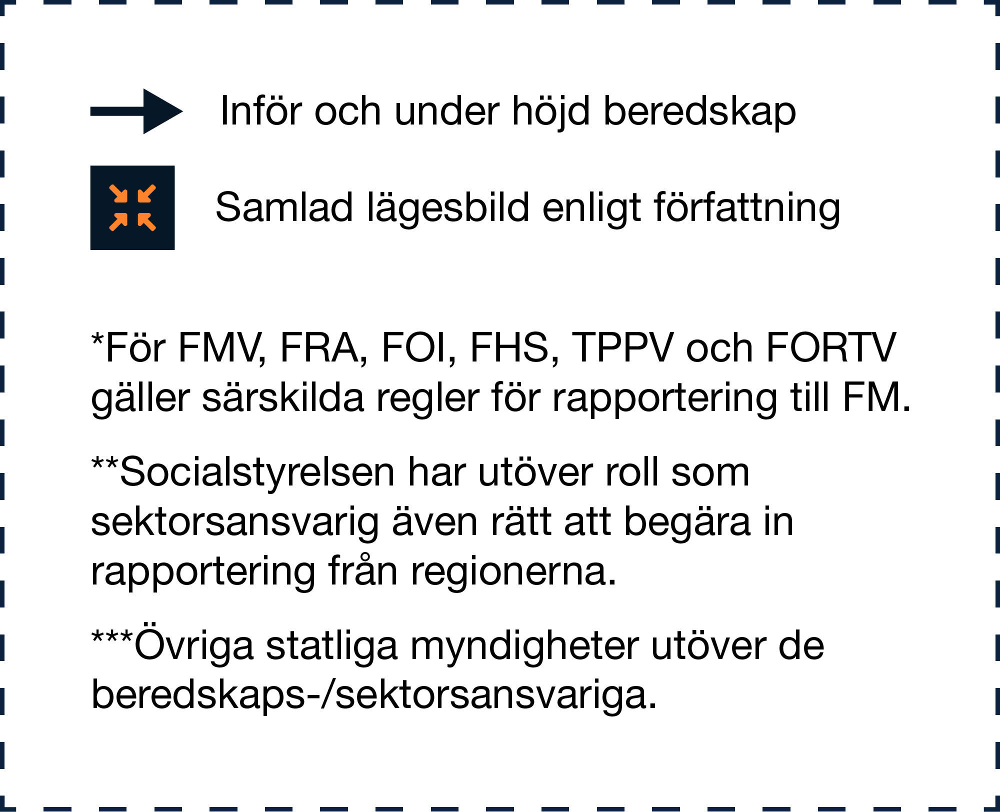 Inför och under höjd beredskap
Samlad lägesbild enligt författning
*För FMV, FRA, FOI, FHS, TPPV och FORTV
gäller särskilda regler för rapportering till FM.
**Socialstyrelsen har utöver roll som
sektorsansvarig även rätt att begära in
rapportering från regionerna.
***Övriga statliga myndigheter utöver de
beredskaps-/sektorsansvariga.